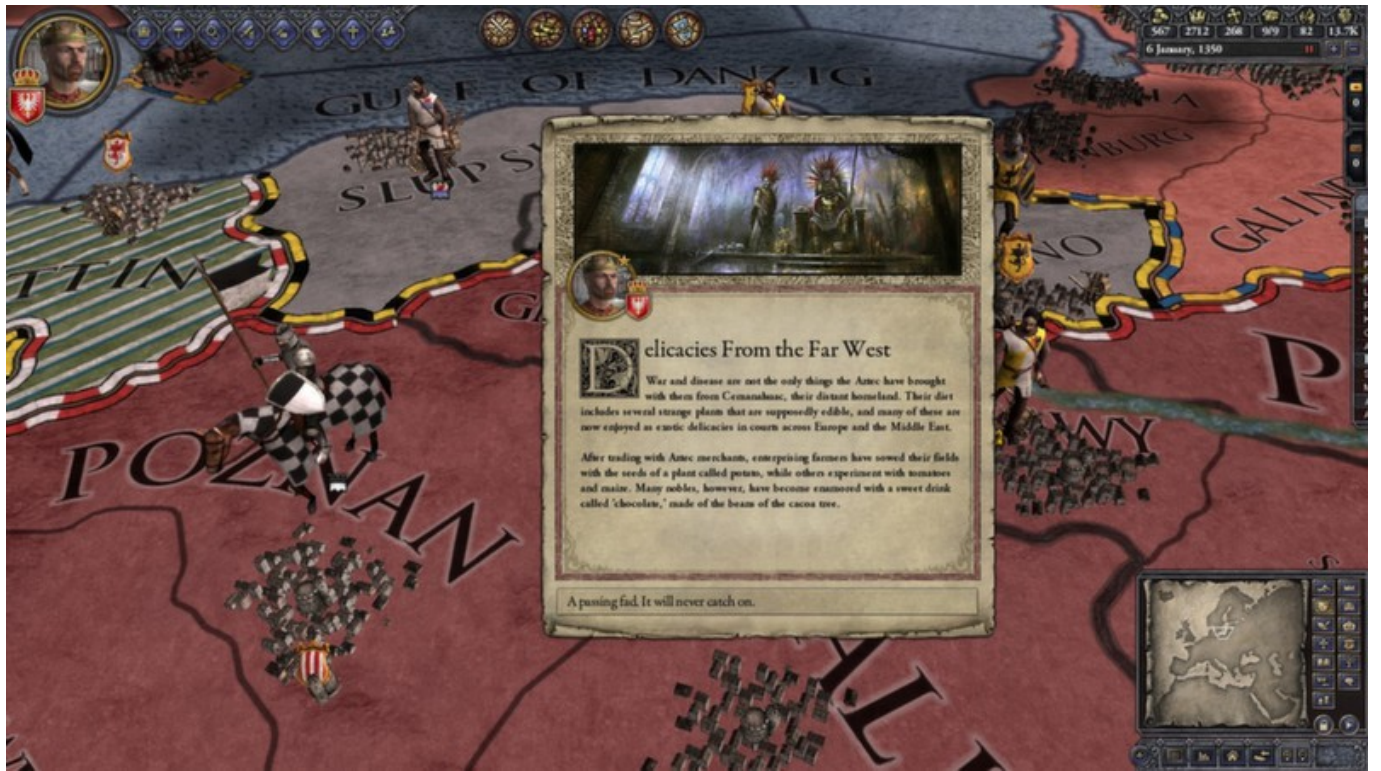 567 2712 268 9/9 82 13.7K
6 January, 1350
GULF OF DANZIG
SLUPS
TTIN
BURG
GALIN
NO
POZNAN
WY
P
Delicacies From the Far West
War and disease are not the only things the Aztec have brought
with them from Cemanahuac, their distant homeland. Their diet
includes several strange plants that are supposedly edible, and many of these are
now enjoyed as exotic delicacies in courts across Europe and the Middle East.
After trading with Aztec merchants, enterprising farmers have sowed their fields
with the seeds of a plant called potato, while others experiment with tomatoes
and maize. Many nobles, however, have become enamored with a sweet drink
called 'chocolate,' made of the beans of the cacoa tree.
A passing fad. It will never catch on.